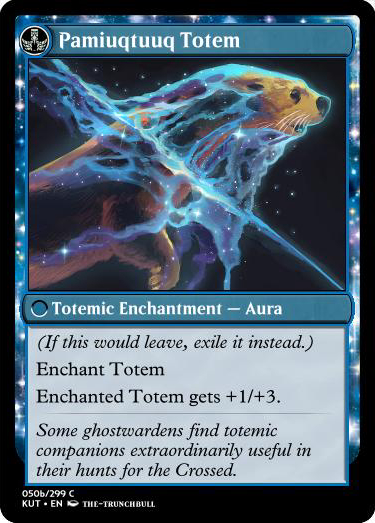 Pamiuqtuuq Totem
Totemic Enchantment — Aura
(If this would leave, exile it instead.)
Enchant Totem
Enchanted Totem gets +1/+3.
Some ghostwardens find totemic
companions extraordinarily useful in
their hunts for the Crossed.
050b/299 C
KUT • EN THE-TRUNCHBULL